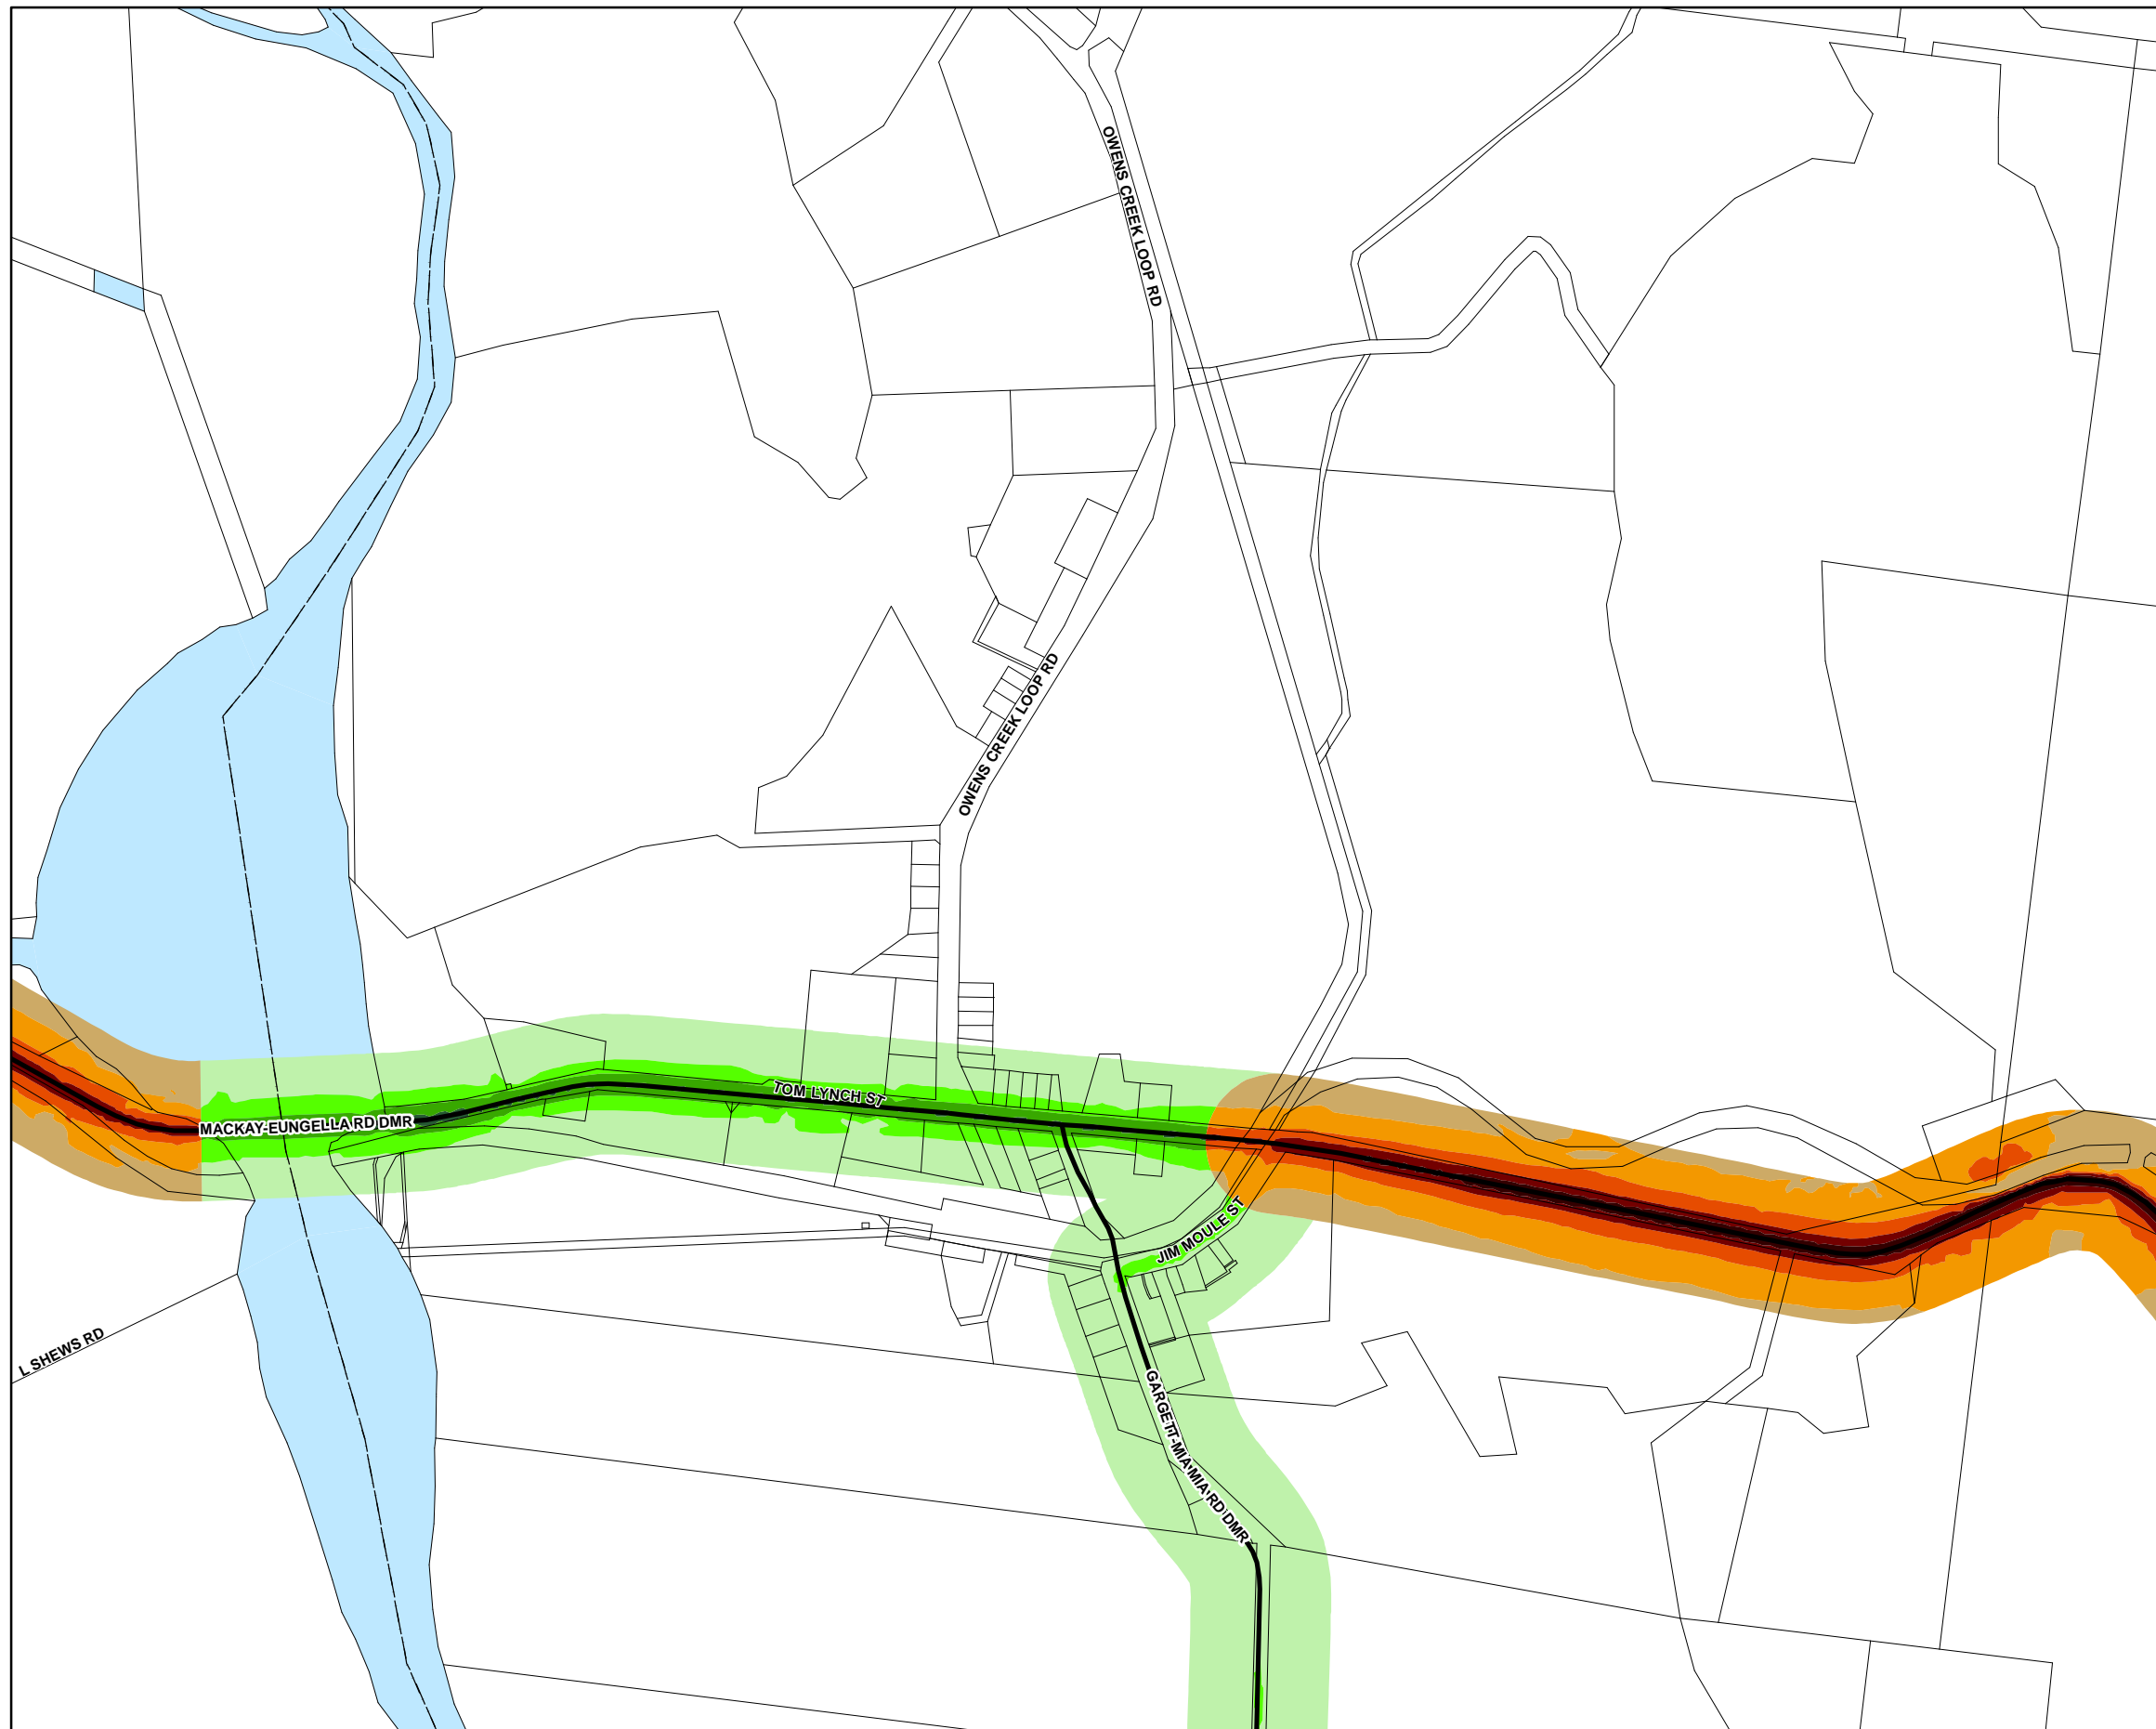 OWENS CREEK LOOP RD
OWENS CREEK LOOP RD
TOM LYNCH ST
MACKAY-EUNGELLA RD DMR
JIM MOULE ST
L SHEWS RD
GARGETT-MIA MIA RD DMR